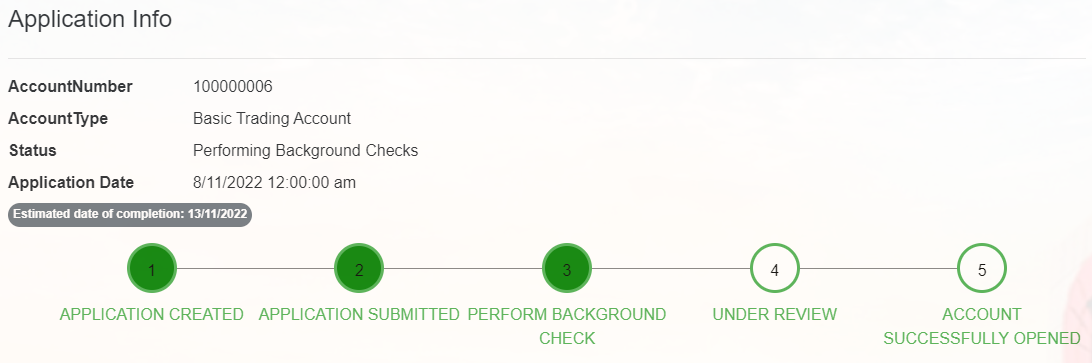 Application Info
AccountNumber 100000006
AccountType Basic Trading Account
Status Performing Background Checks
Application Date 8/11/2022 12:00:00 am
Estimated date of completion: 13/11/2022
1 2 3 4 5
APPLICATION CREATED APPLICATION SUBMITTED PERFORM BACKGROUND UNDER REVIEW ACCOUNT
CHECK SUCCESSFULLY OPENED